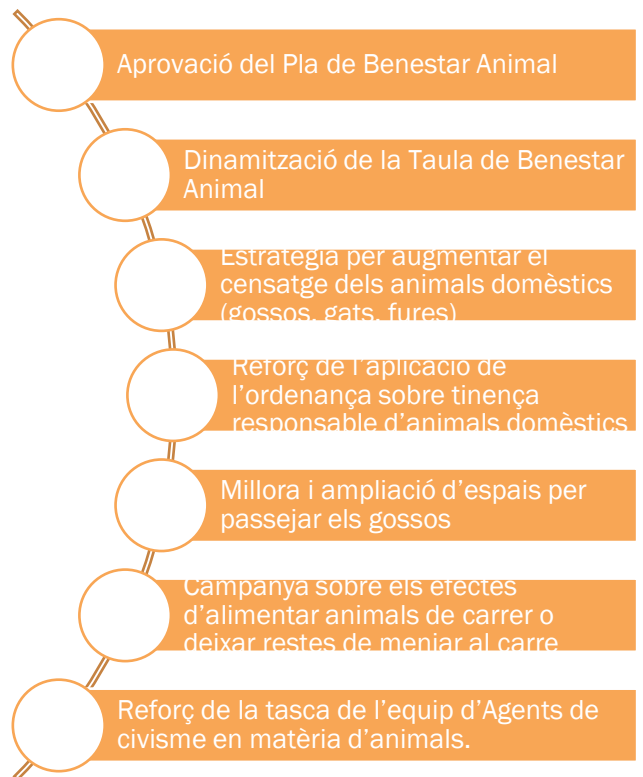 Aprovació del Pla de Benestar Animal
Dinamització de la Taula de Benestar
Animal
Estratègia per augmentar el
censatge dels animals domèstics
(gossos, gats, fures)
Reforç de l’aplicació de
l’ordenança sobre tinença
responsable d’animals domèstics
Millora i ampliació d’espais per
passejar els gossos
Campanya sobre els efectes
d’alimentar animals de carrer o
deixar restes de menjar al carre
Reforç de la tasca de l’equip d’Agents de
civisme en matèria d’animals.